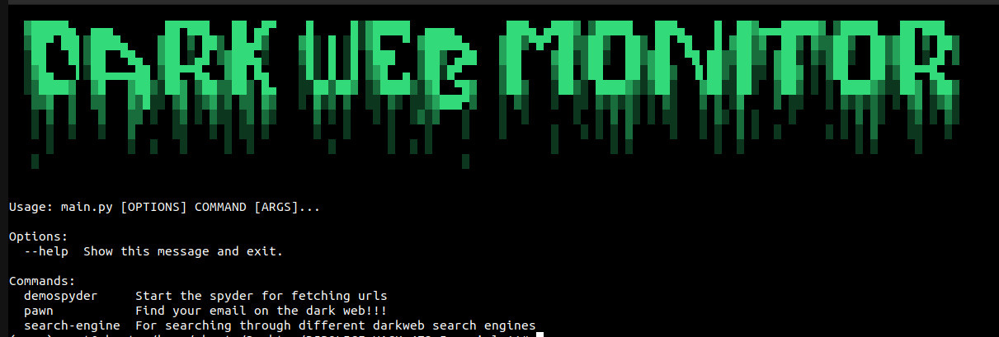 DARK WEB MONITOR
Usage: main.py [OPTIONS] COMMAND [ARGS]...
Options:
--help Show this message and exit.
Commands:
demospyder Start the spyder for fetching urls
pawn Find your email on the dark web!!!
search-engine For searching through different darkweb search engines